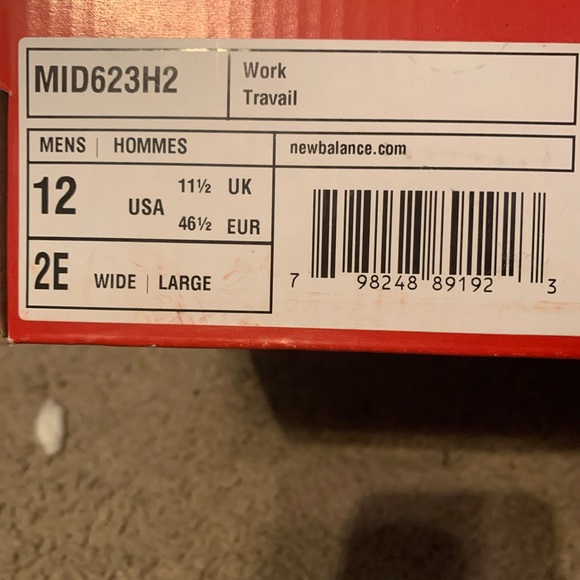 MID623H2
Work
Travail
MENS | HOMMES
newbalance.com
12 USA 11½ UK
46½ EUR
2E WIDE | LARGE
7 98248 89192 3